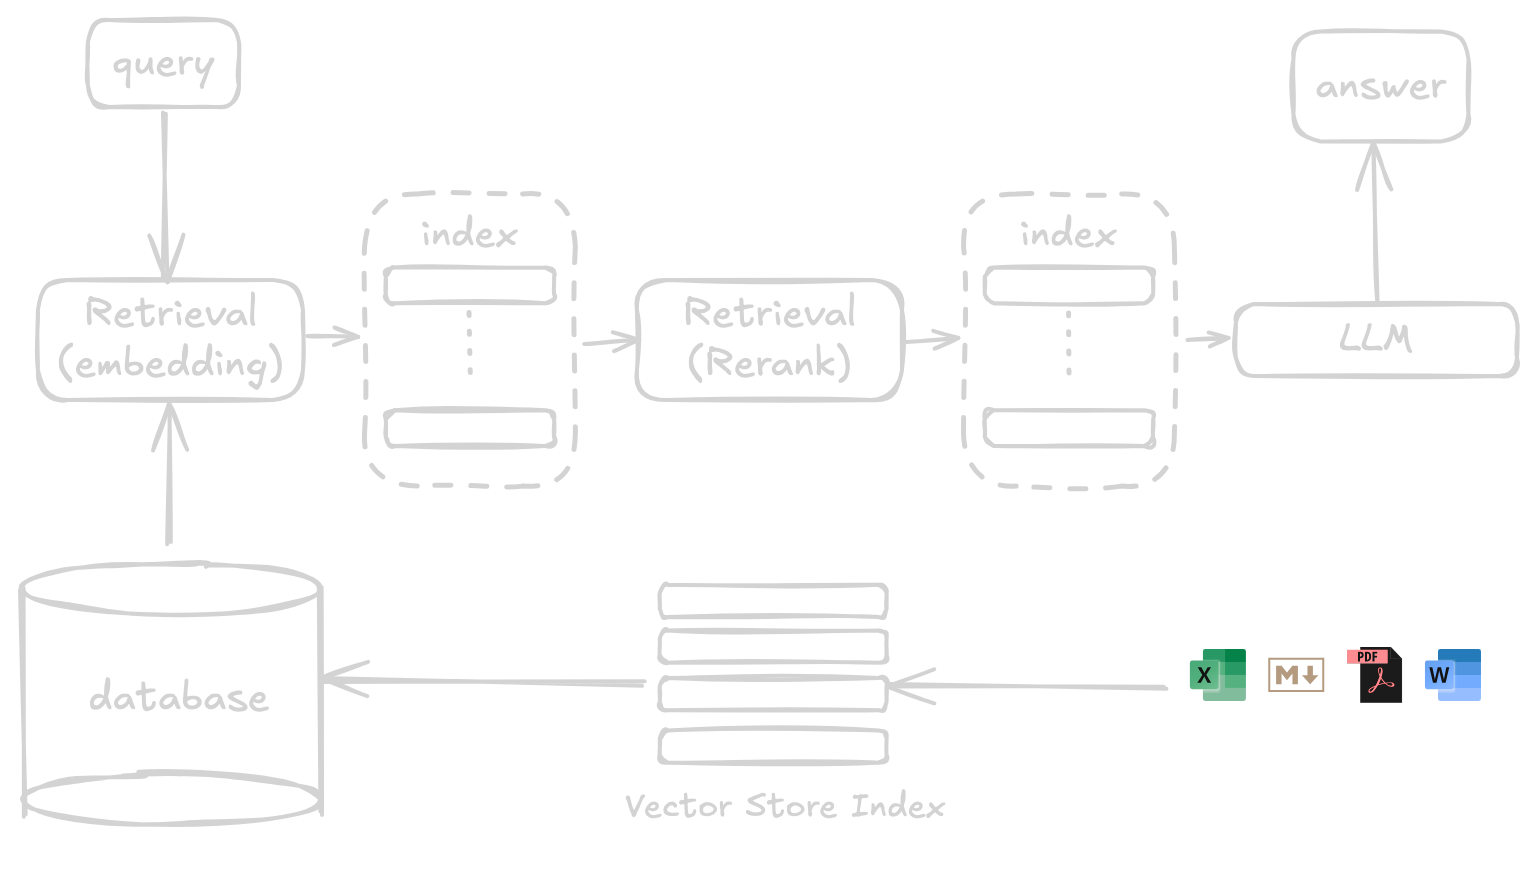 query
answer
index
index
Retrieval
(embedding)
Retrieval
(Rerank)
LLM
database
X
M
PDF
W
Vector Store Index